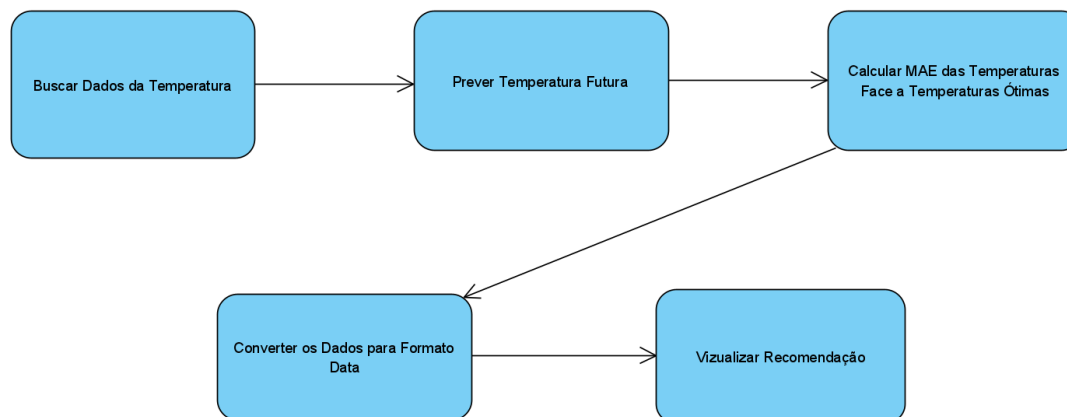 Buscar Dados da Temperatura
Prever Temperatura Futura
Calcular MAE das Temperaturas
Face a Temperaturas Ótimas
Converter os Dados para Formato
Data
Vizualizar Recomendação